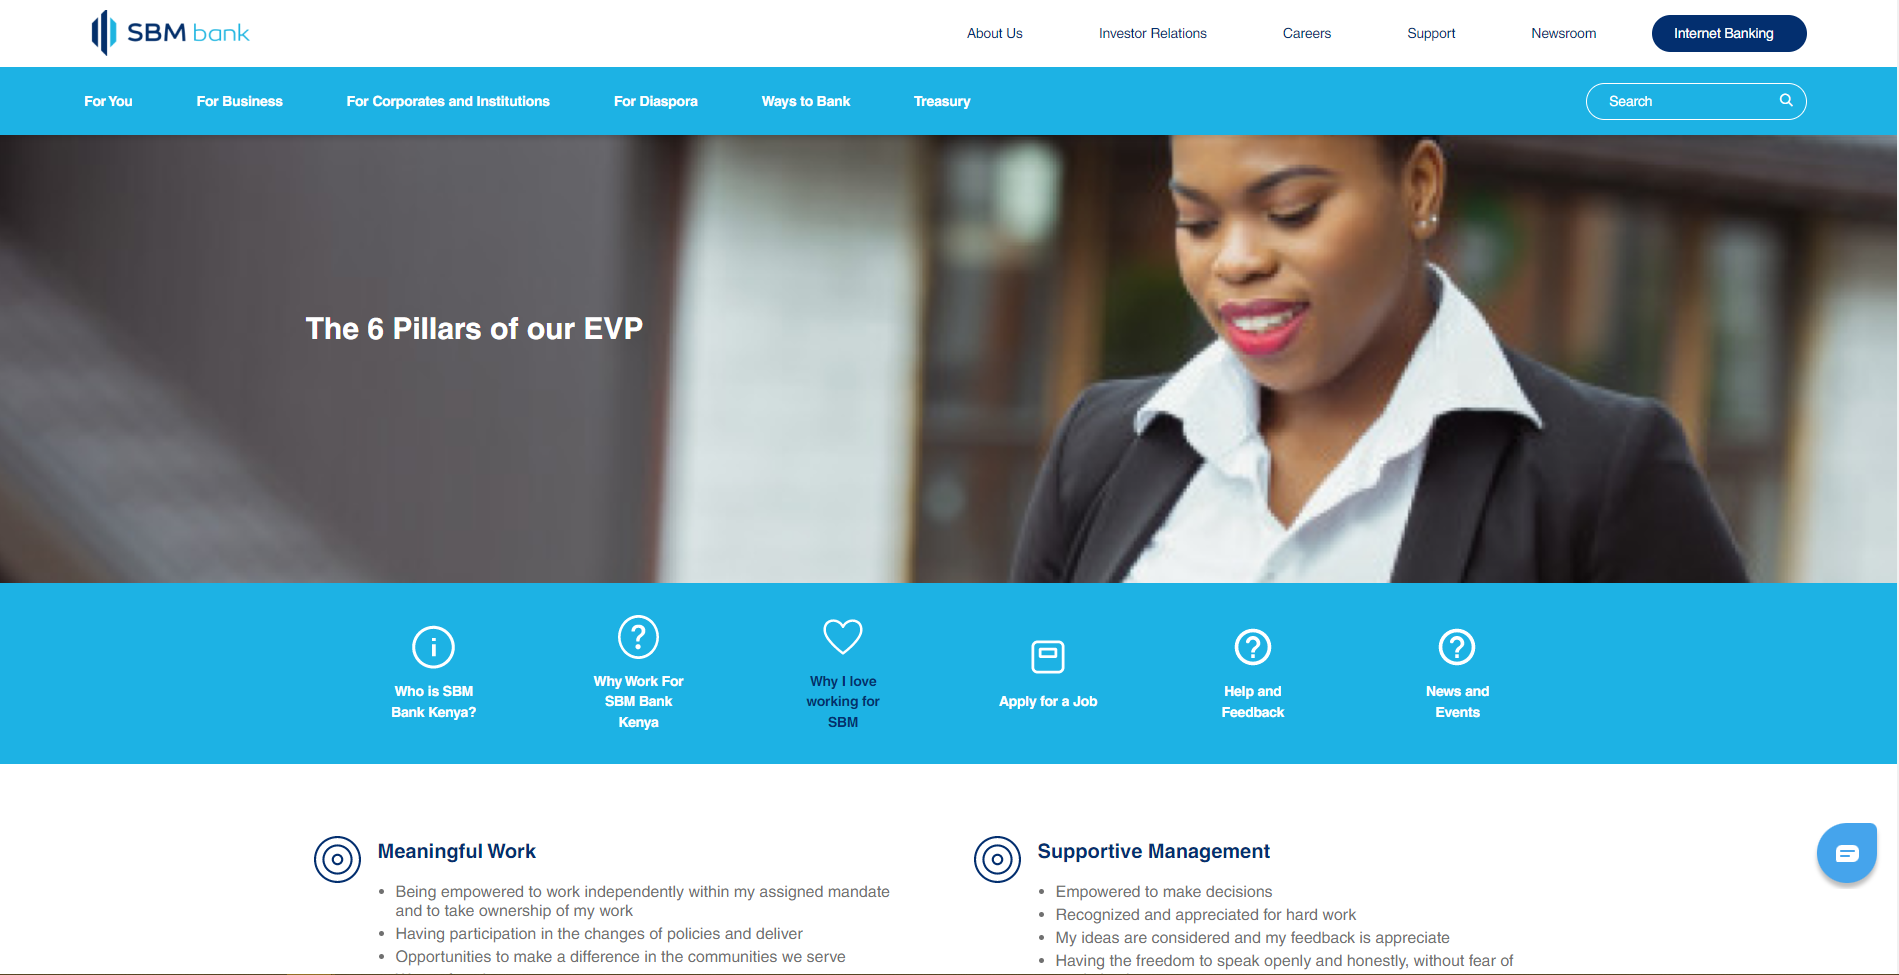 SBM bank
About Us
Investor Relations
Careers
Support
Newsroom
Internet Banking
For You
For Business
For Corporates and Institutions
For Diaspora
Ways to Bank
Treasury
Search
The 6 Pillars of our EVP
Who is SBM
Bank Kenya?
Why Work For
SBM Bank
Kenya
Why I love
working for
SBM
Apply for a Job
Help and
Feedback
News and
Events
Meaningful Work
• Being empowered to work independently within my assigned mandate
and to take ownership of my work
• Having participation in the changes of policies and deliver
• Opportunities to make a difference in the communities we serve
Supportive Management
• Empowered to make decisions
• Recognized and appreciated for hard work
• My ideas are considered and my feedback is appreciate
• Having the freedom to speak openly and honestly, without fear of